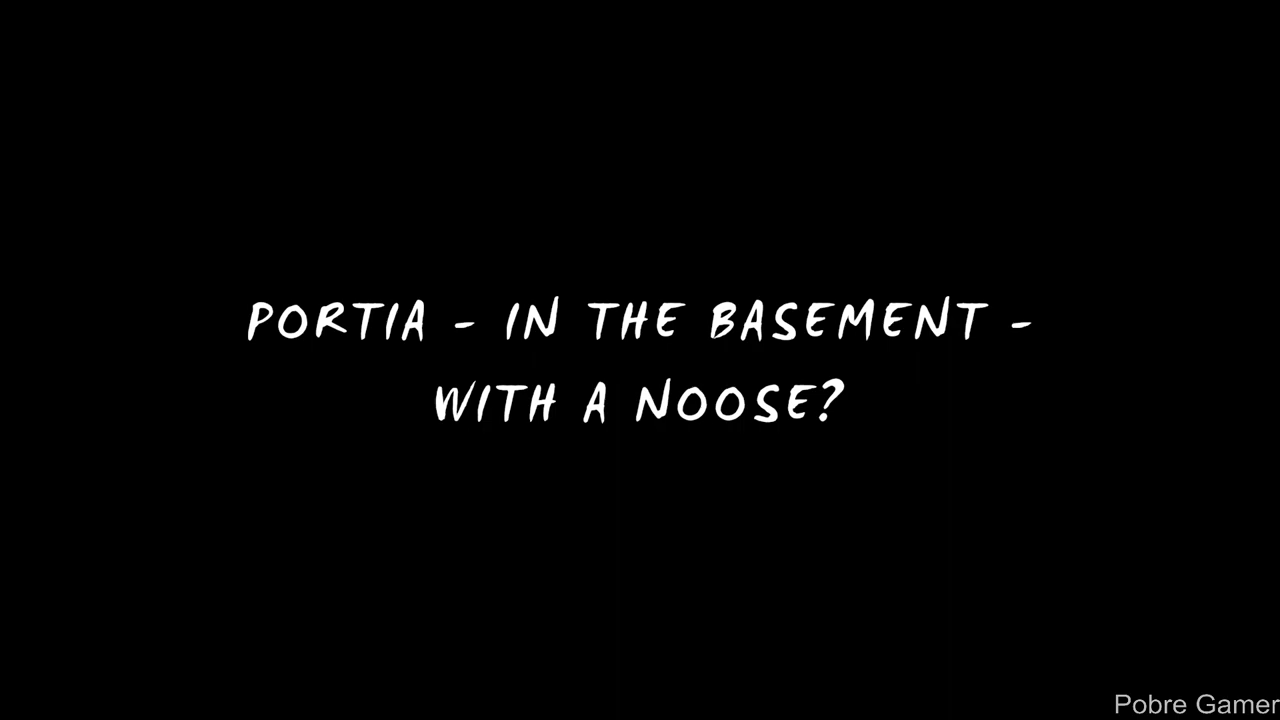 PORTIA - IN THE BASEMENT -
WITH A NOOSE?
Pobre Gamer